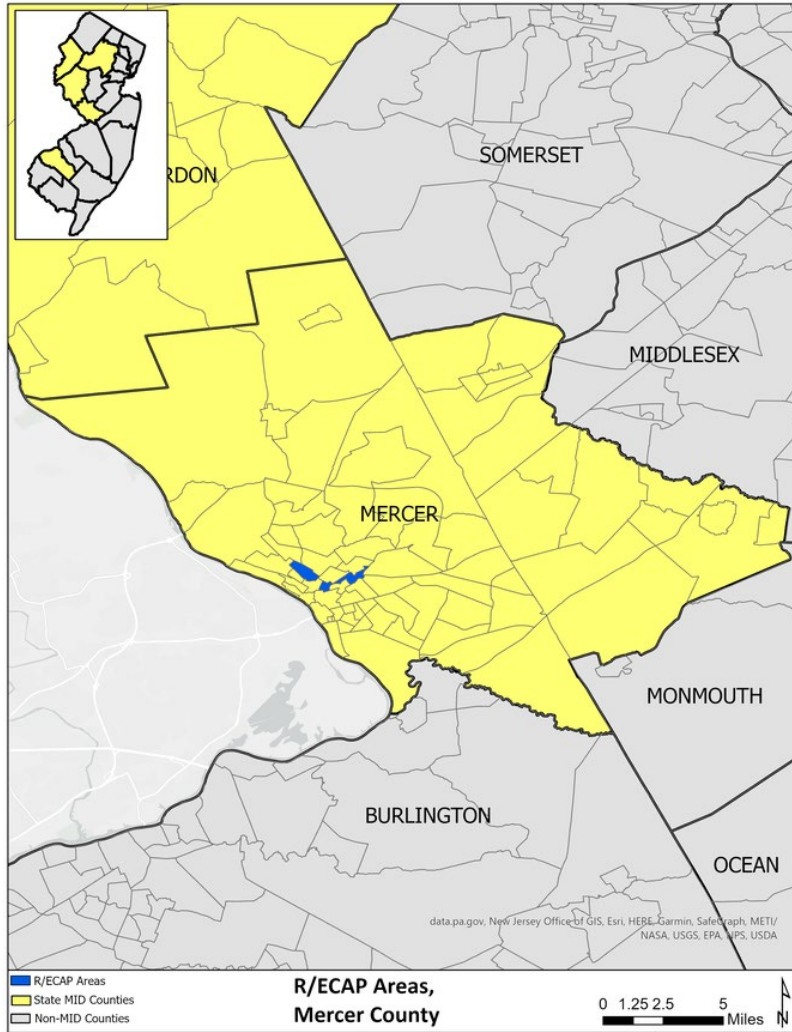 RDON
SOMERSET
MIDDLESEX
MERCER
MONMOUTH
BURLINGTON
OCEAN
data.pa.gov, New Jersey Office of GIS, Esri, HERE, Garmin, SafeGraph, METI/
NASA, USGS, EPA, NPS, USDA
R/ECAP Areas
State MID Counties
Non-MID Counties
R/ECAP Areas,
Mercer County
0 1.25 2.5 5
Miles
N